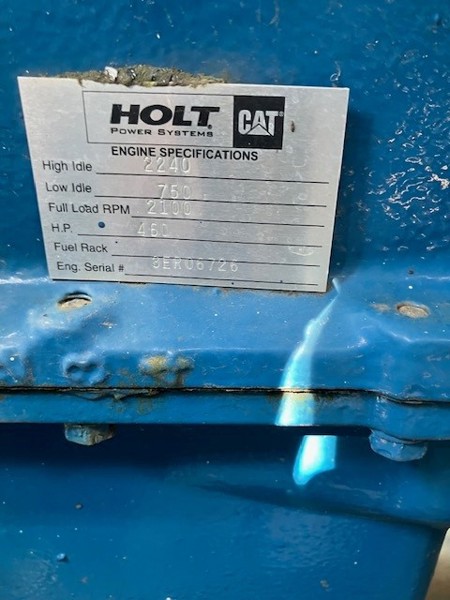 HOLT CAT
POWER SYSTEMS
ENGINE SPECIFICATIONS
High Idle 2240
Low Idle 750
Full Load RPM 2100
H.P. 460
Fuel Rack
Eng. Serial #